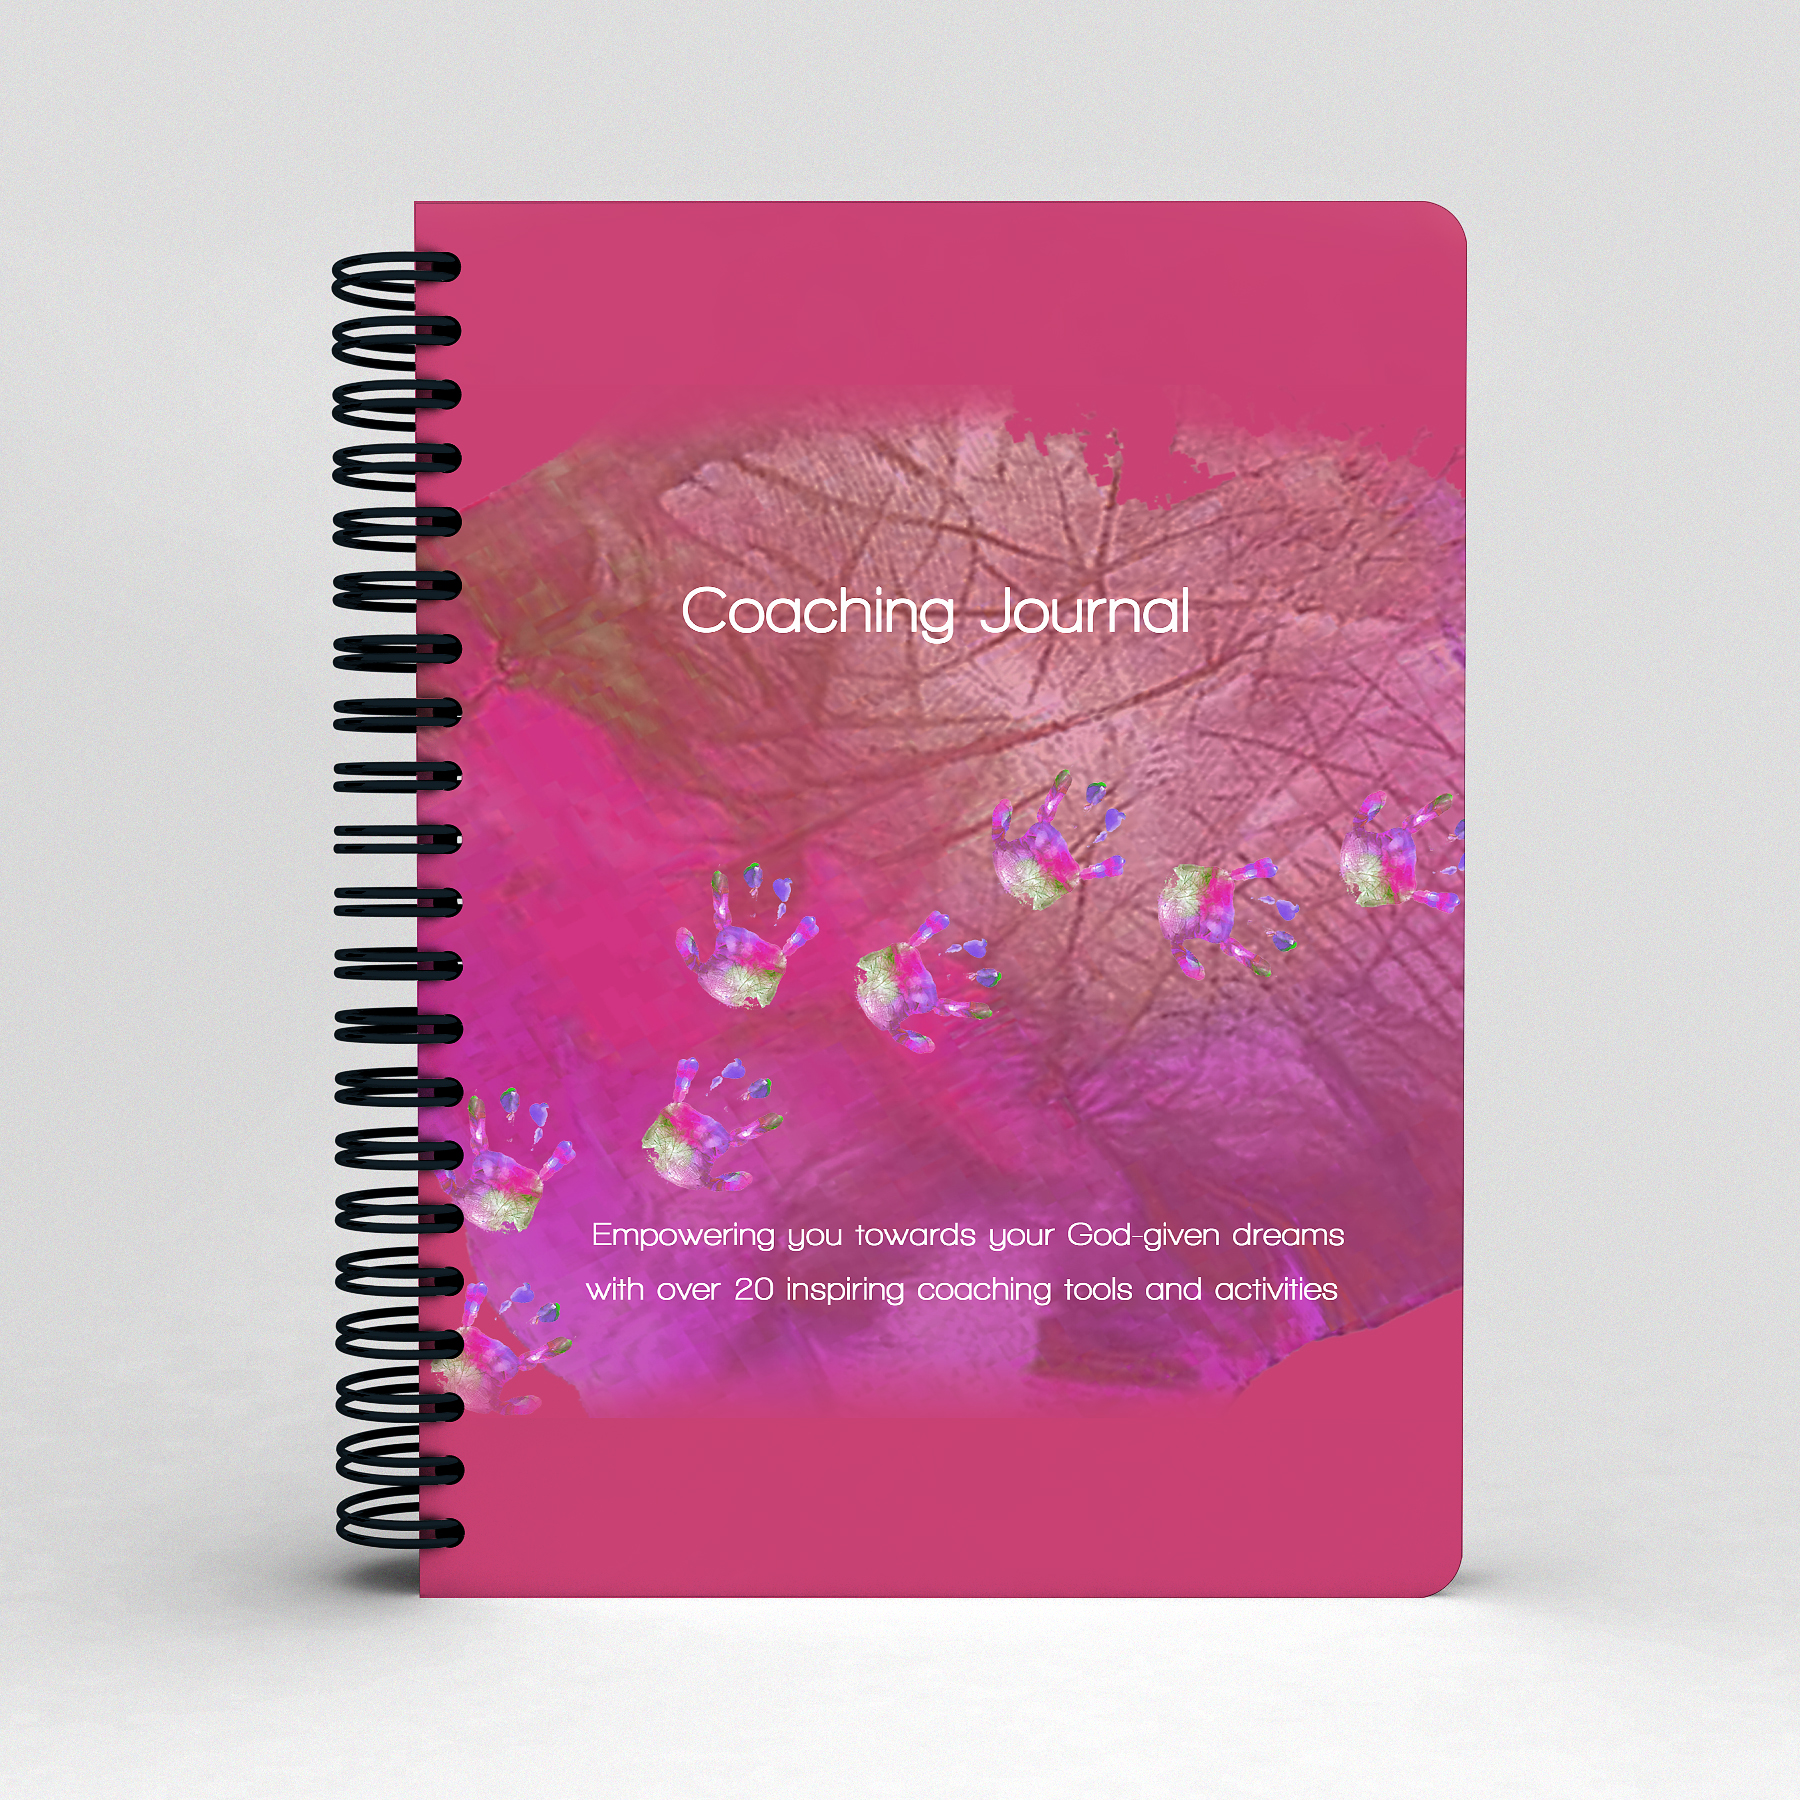 Coaching Journal
Empowering you towards your God-given dreams
with over 20 inspiring coaching tools and activities